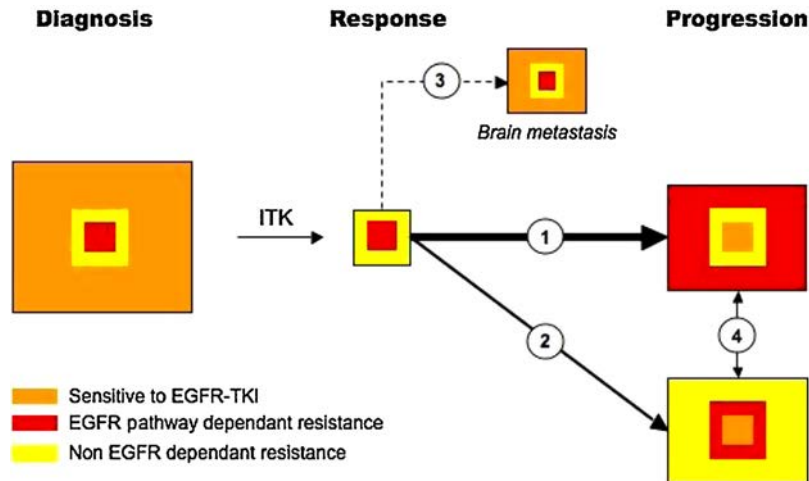 Diagnosis
Response
Progression
3
Brain metastasis
ITK
1
2
4
Sensitive to EGFR-TKI
EGFR pathway dependant resistance
Non EGFR dependant resistance